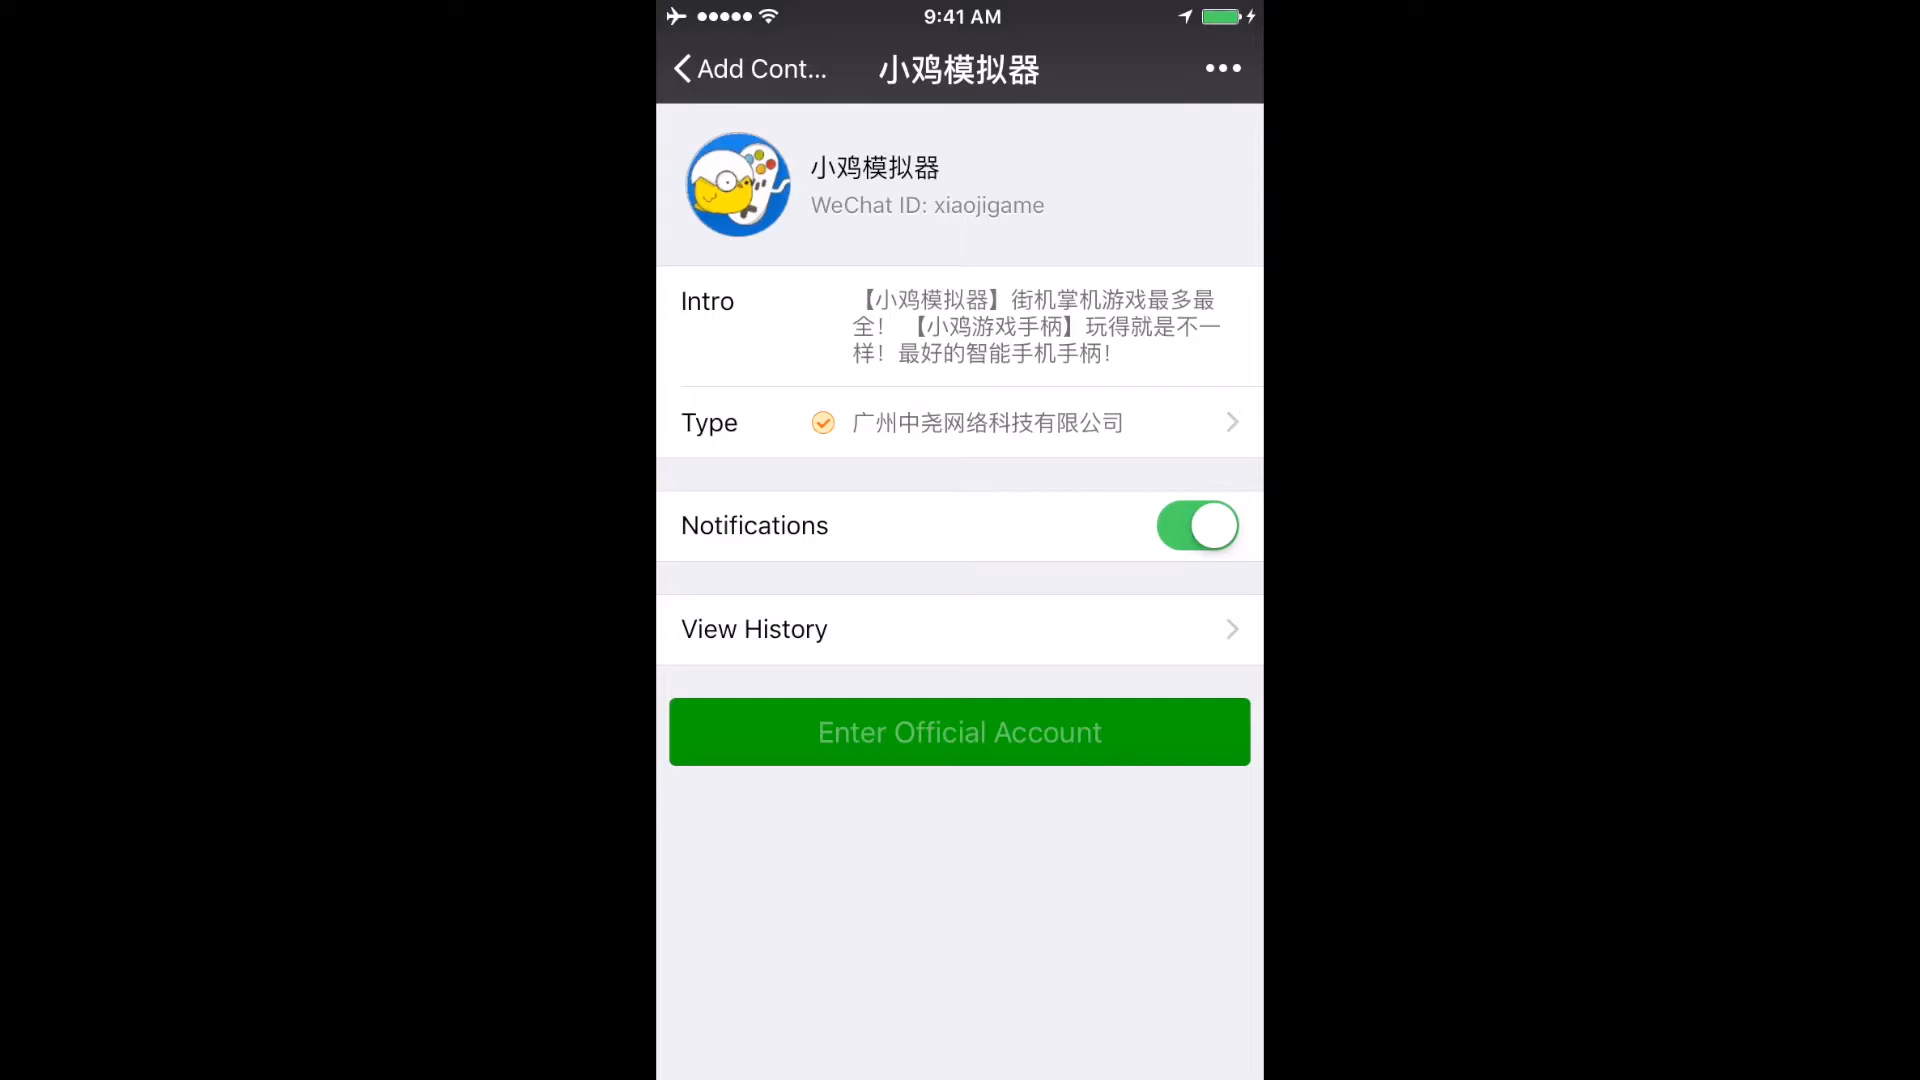 9:41 AM
Add Cont...
小鸡模拟器
小鸡模拟器
WeChat ID: xiaojigame
Intro
【小鸡模拟器】街机掌机游戏最多最
全！【小鸡游戏手柄】玩得就是不一
样！最好的智能手机手柄！
Type
广州中尧网络科技有限公司
Notifications
View History
Enter Official Account